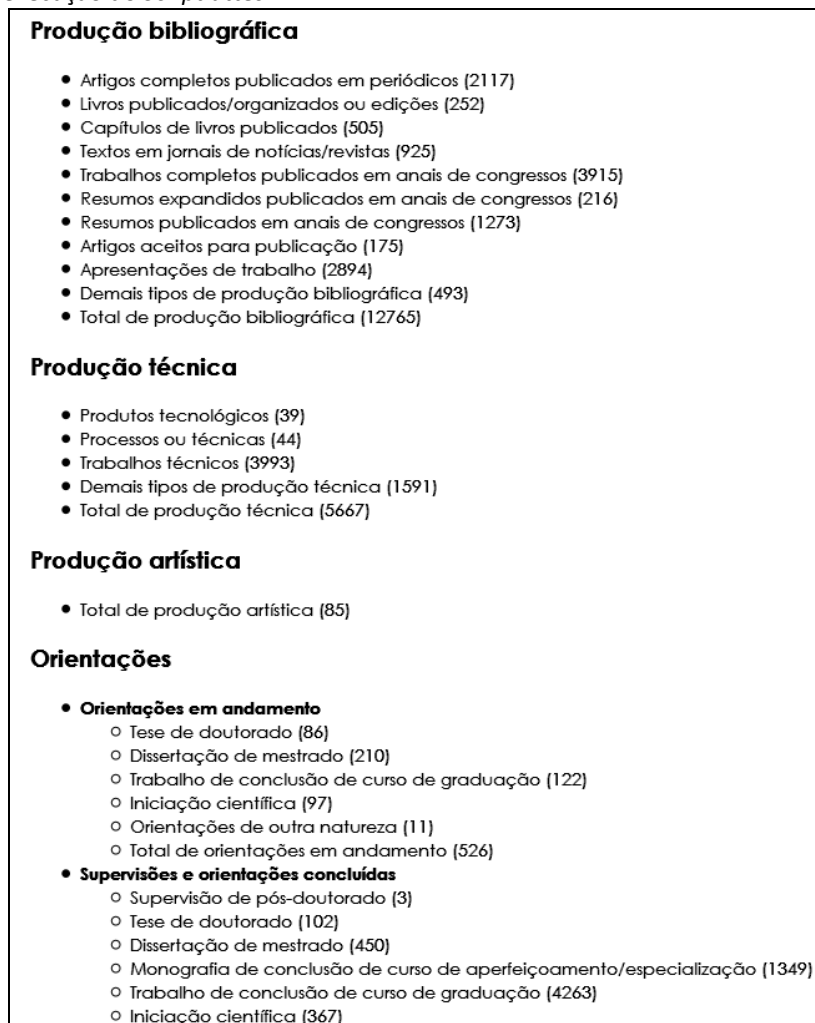 Produção bibliográfica
• Artigos completos publicados em periódicos (2117)
• Livros publicados/organizados ou edições (252)
• Capítulos de livros publicados (505)
• Textos em jornais de notícias/revistas (925)
• Trabalhos completos publicados em anais de congressos (3915)
• Resumos expandidos publicados em anais de congressos (216)
• Resumos publicados em anais de congressos (1273)
• Artigos aceitos para publicação (175)
• Apresentações de trabalho (2894)
• Demais tipos de produção bibliográfica (493)
• Total de produção bibliográfica (12765)
Produção técnica
• Produtos tecnológicos (39)
• Processos ou técnicas (44)
• Trabalhos técnicos (3993)
• Demais tipos de produção técnica (1591)
• Total de produção técnica (5667)
Produção artística
• Total de produção artística (85)
Orientações
• Orientações em andamento
○ Tese de doutorado (86)
○ Dissertação de mestrado (210)
○ Trabalho de conclusão de curso de graduação (122)
○ Iniciação científica (97)
○ Orientações de outra natureza (11)
○ Total de orientações em andamento (526)
• Supervisões e orientações concluídas
○ Supervisão de pós-doutorado (3)
○ Tese de doutorado (102)
○ Dissertação de mestrado (450)
○ Monografia de conclusão de curso de aperfeiçoamento/especialização (1349)
○ Trabalho de conclusão de curso de graduação (4263)
○ Iniciação científica (367)